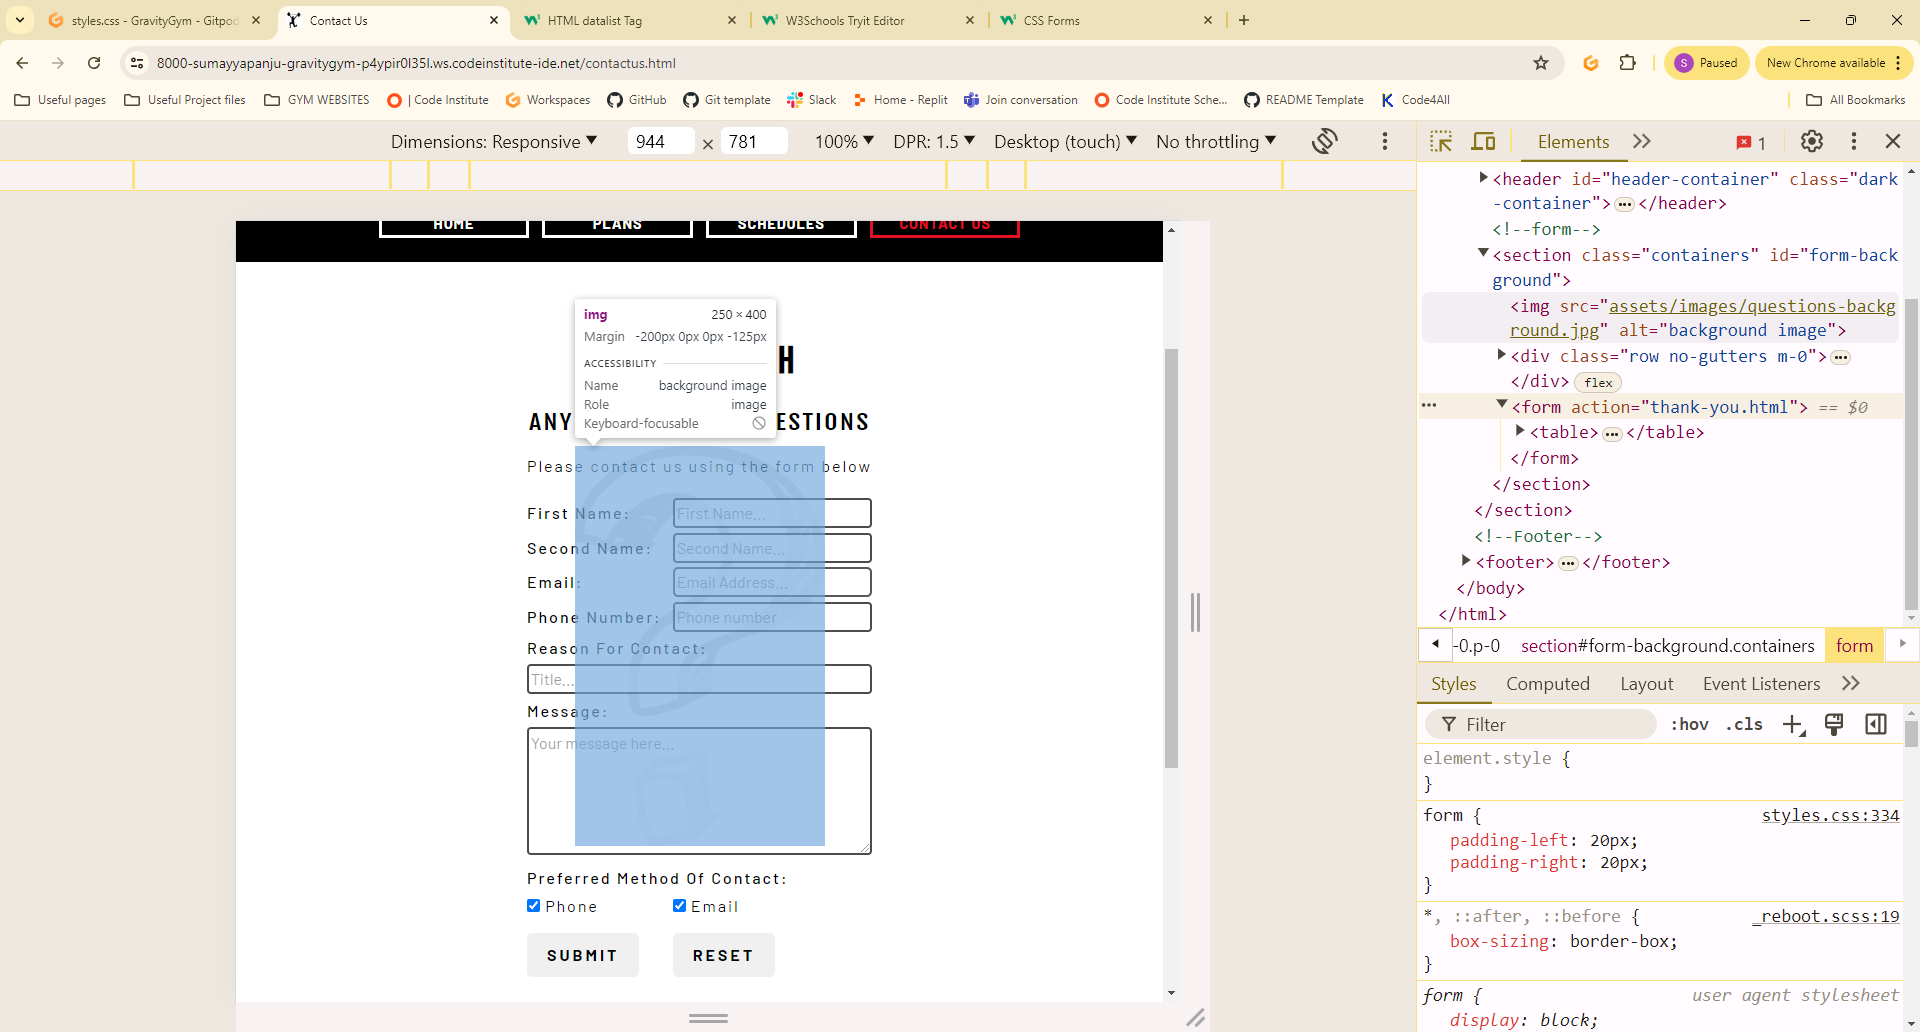 styles.css - GravityGym - Gitpod
Contact Us
HTML datalist Tag
W3Schools Tryit Editor
CSS Forms
8000-sumayyapanju-gravitygym-p4ypir0l35l.ws.codeinstitute-ide.net/contactus.html
S Paused
New Chrome available
Useful pages
Useful Project files
GYM WEBSITES
| Code Institute
Workspaces
GitHub
Git template
Slack
Home - Replit
Join conversation
Code Institute Sche...
README Template
Code4All
All Bookmarks
Dimensions: Responsive
944 × 781
100%
DPR: 1.5
Desktop (touch)
No throttling
Elements
1
HOME
PLANS
SCHEDULES
CONTACT US
img 250 × 400
Margin -200px 0px 0px -125px
ACCESSIBILITY
Name background image
Role image
Keyboard-focusable
H
ANY
ESTIONS
Please contact us using the form below
First Name: First Name...
Second Name: Second Name...
Email: Email Address...
Phone Number: Phone number
Reason For Contact:
Title...
Message:
Your message here...
Preferred Method Of Contact:
Phone Email
SUBMIT RESET
<header id="header-container" class="dark
-container"> ••• </header>
<!--form-->
<section class="containers" id="form-back
ground">
<img src="assets/images/questions-backg
round.jpg" alt="background image">
<div class="row no-gutters m-0"> •••
</div> flex
••• <form action="thank-you.html"> == $0
<table> ••• </table>
</form>
</section>
</section>
<!--Footer-->
<footer> ••• </footer>
</body>
</html>
-0.p-0 section#form-background.containers form
Styles Computed Layout Event Listeners
Filter :hov .cls
element.style {
}
form { styles.css:334
padding-left: 20px;
padding-right: 20px;
}
*, ::after, ::before { _reboot.scss:19
box-sizing: border-box;
}
form { user agent stylesheet
display: block;